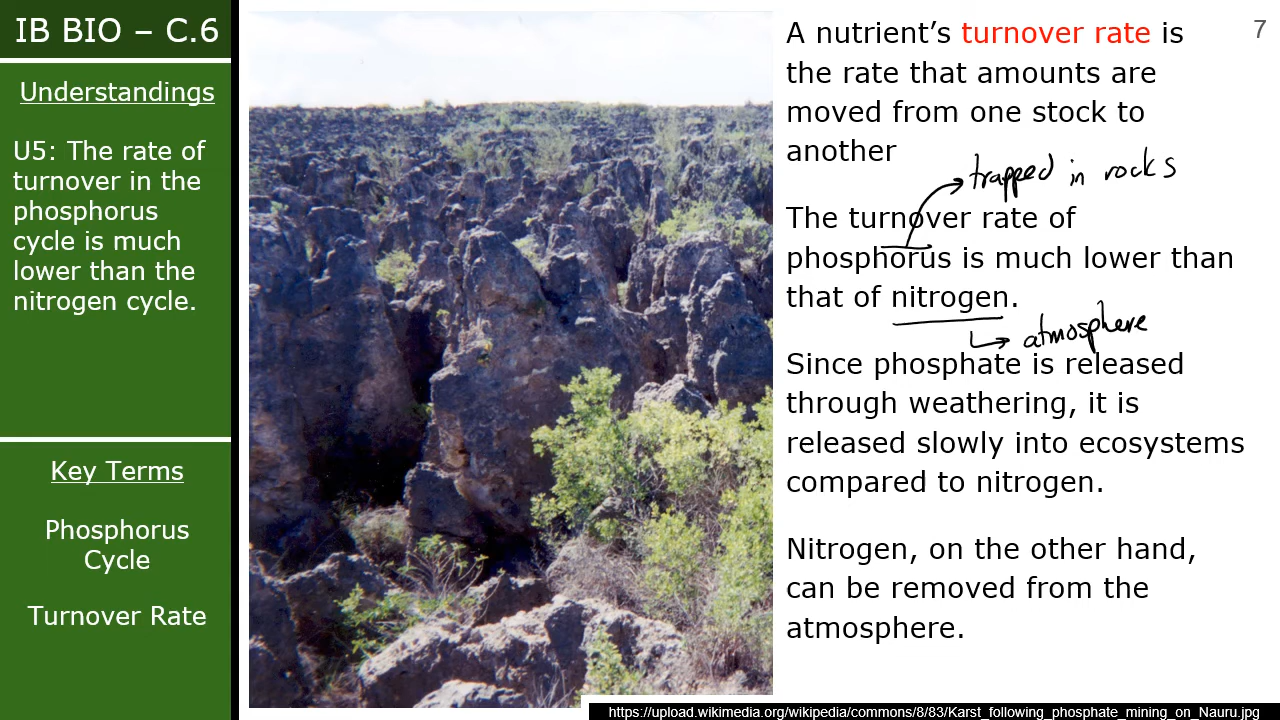 IB BIO – C.6
Understandings
U5: The rate of
turnover in the
phosphorus
cycle is much
lower than the
nitrogen cycle.
Key Terms
Phosphorus
Cycle
Turnover Rate
7
A nutrient’s turnover rate is
the rate that amounts are
moved from one stock to
another
trapped in rocks
The turnover rate of
phosphorus is much lower than
that of nitrogen.
atmosphere
Since phosphate is released
through weathering, it is
released slowly into ecosystems
compared to nitrogen.
Nitrogen, on the other hand,
can be removed from the
atmosphere.
https://upload.wikimedia.org/wikipedia/commons/8/83/Karst_following_phosphate_mining_on_Nauru.jpg